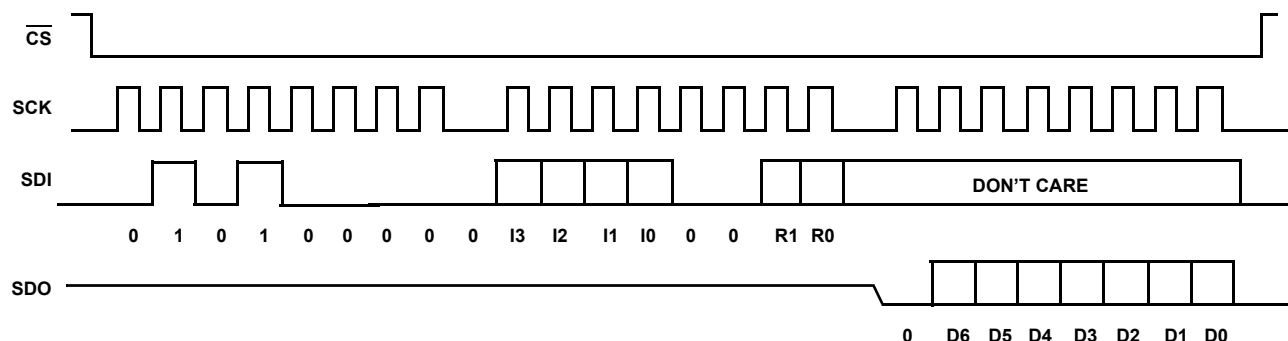 CS
SCK
SDI
DON'T CARE
0 1 0 1 0 0 0 0 0 I3 I2 I1 I0 0 0 R1 R0
SDO
0 D6 D5 D4 D3 D2 D1 D0